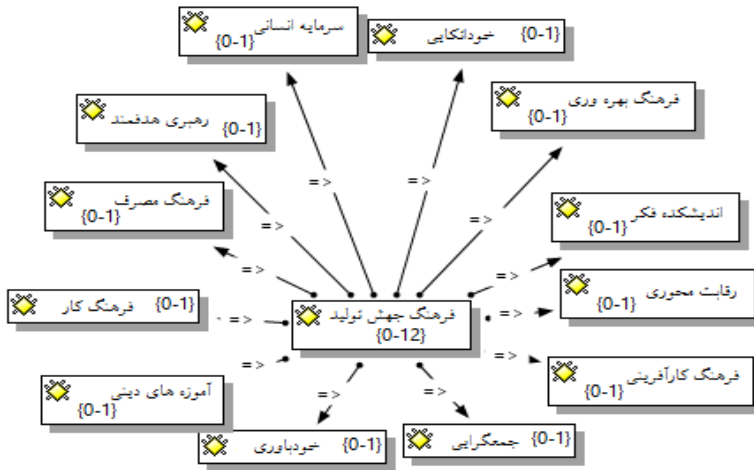 سرمایه انسانی
{0-1}
خوداتکایی {0-1}
فرهنگ بهره وری
{0-1}
رهبری هدفمند
{0-1}
=>
=>
=>
=>
فرهنگ مصرف
{0-1}
اندیشکده فکر
{0-1}
=>
=>
رقابت محوری
{0-1}
فرهنگ کار {0-1}
=>
فرهنگ جهش تولید
{0-12}
=>
آموزه های دینی
{0-1}
=>
=>
فرهنگ کارآفرینی
{0-1}
=>
=>
خودباوری {0-1}
جمعگرایی {0-1}